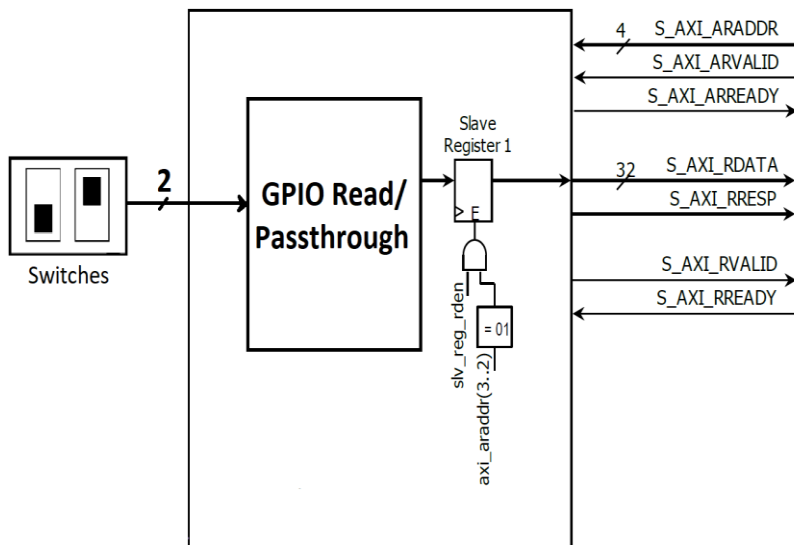 4
S_AXI_ARADDR
S_AXI_ARVALID
S_AXI_ARREADY
Slave
Register 1
32
S_AXI_RDATA
S_AXI_RRESP
2
GPIO Read/
Passthrough
E
Switches
S_AXI_RVALID
S_AXI_RREADY
slv_reg_rden
= 01
axi_araddr(3..2)